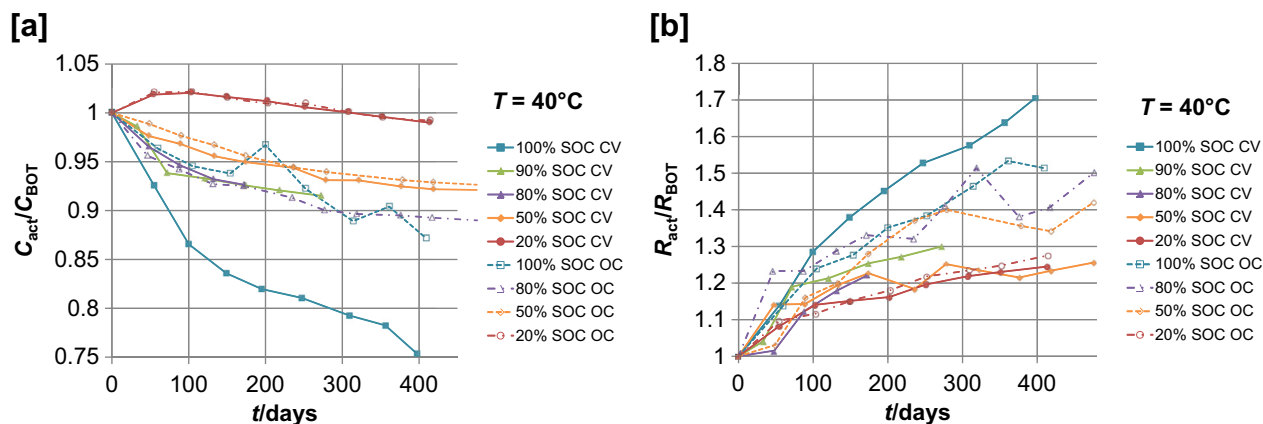 [a]
1.05
1
0.95
0.9
0.85
0.8
0.75
C_act/C_BOT
0
100
200
300
400
t/days
T = 40°C
100% SOC CV
90% SOC CV
80% SOC CV
50% SOC CV
20% SOC CV
100% SOC OC
80% SOC OC
50% SOC OC
20% SOC OC
[b]
1.8
1.7
1.6
1.5
1.4
1.3
1.2
1.1
1
R_act/R_BOT
0
100
200
300
400
t/days
T = 40°C
100% SOC CV
90% SOC CV
80% SOC CV
50% SOC CV
20% SOC CV
100% SOC OC
80% SOC OC
50% SOC OC
20% SOC OC